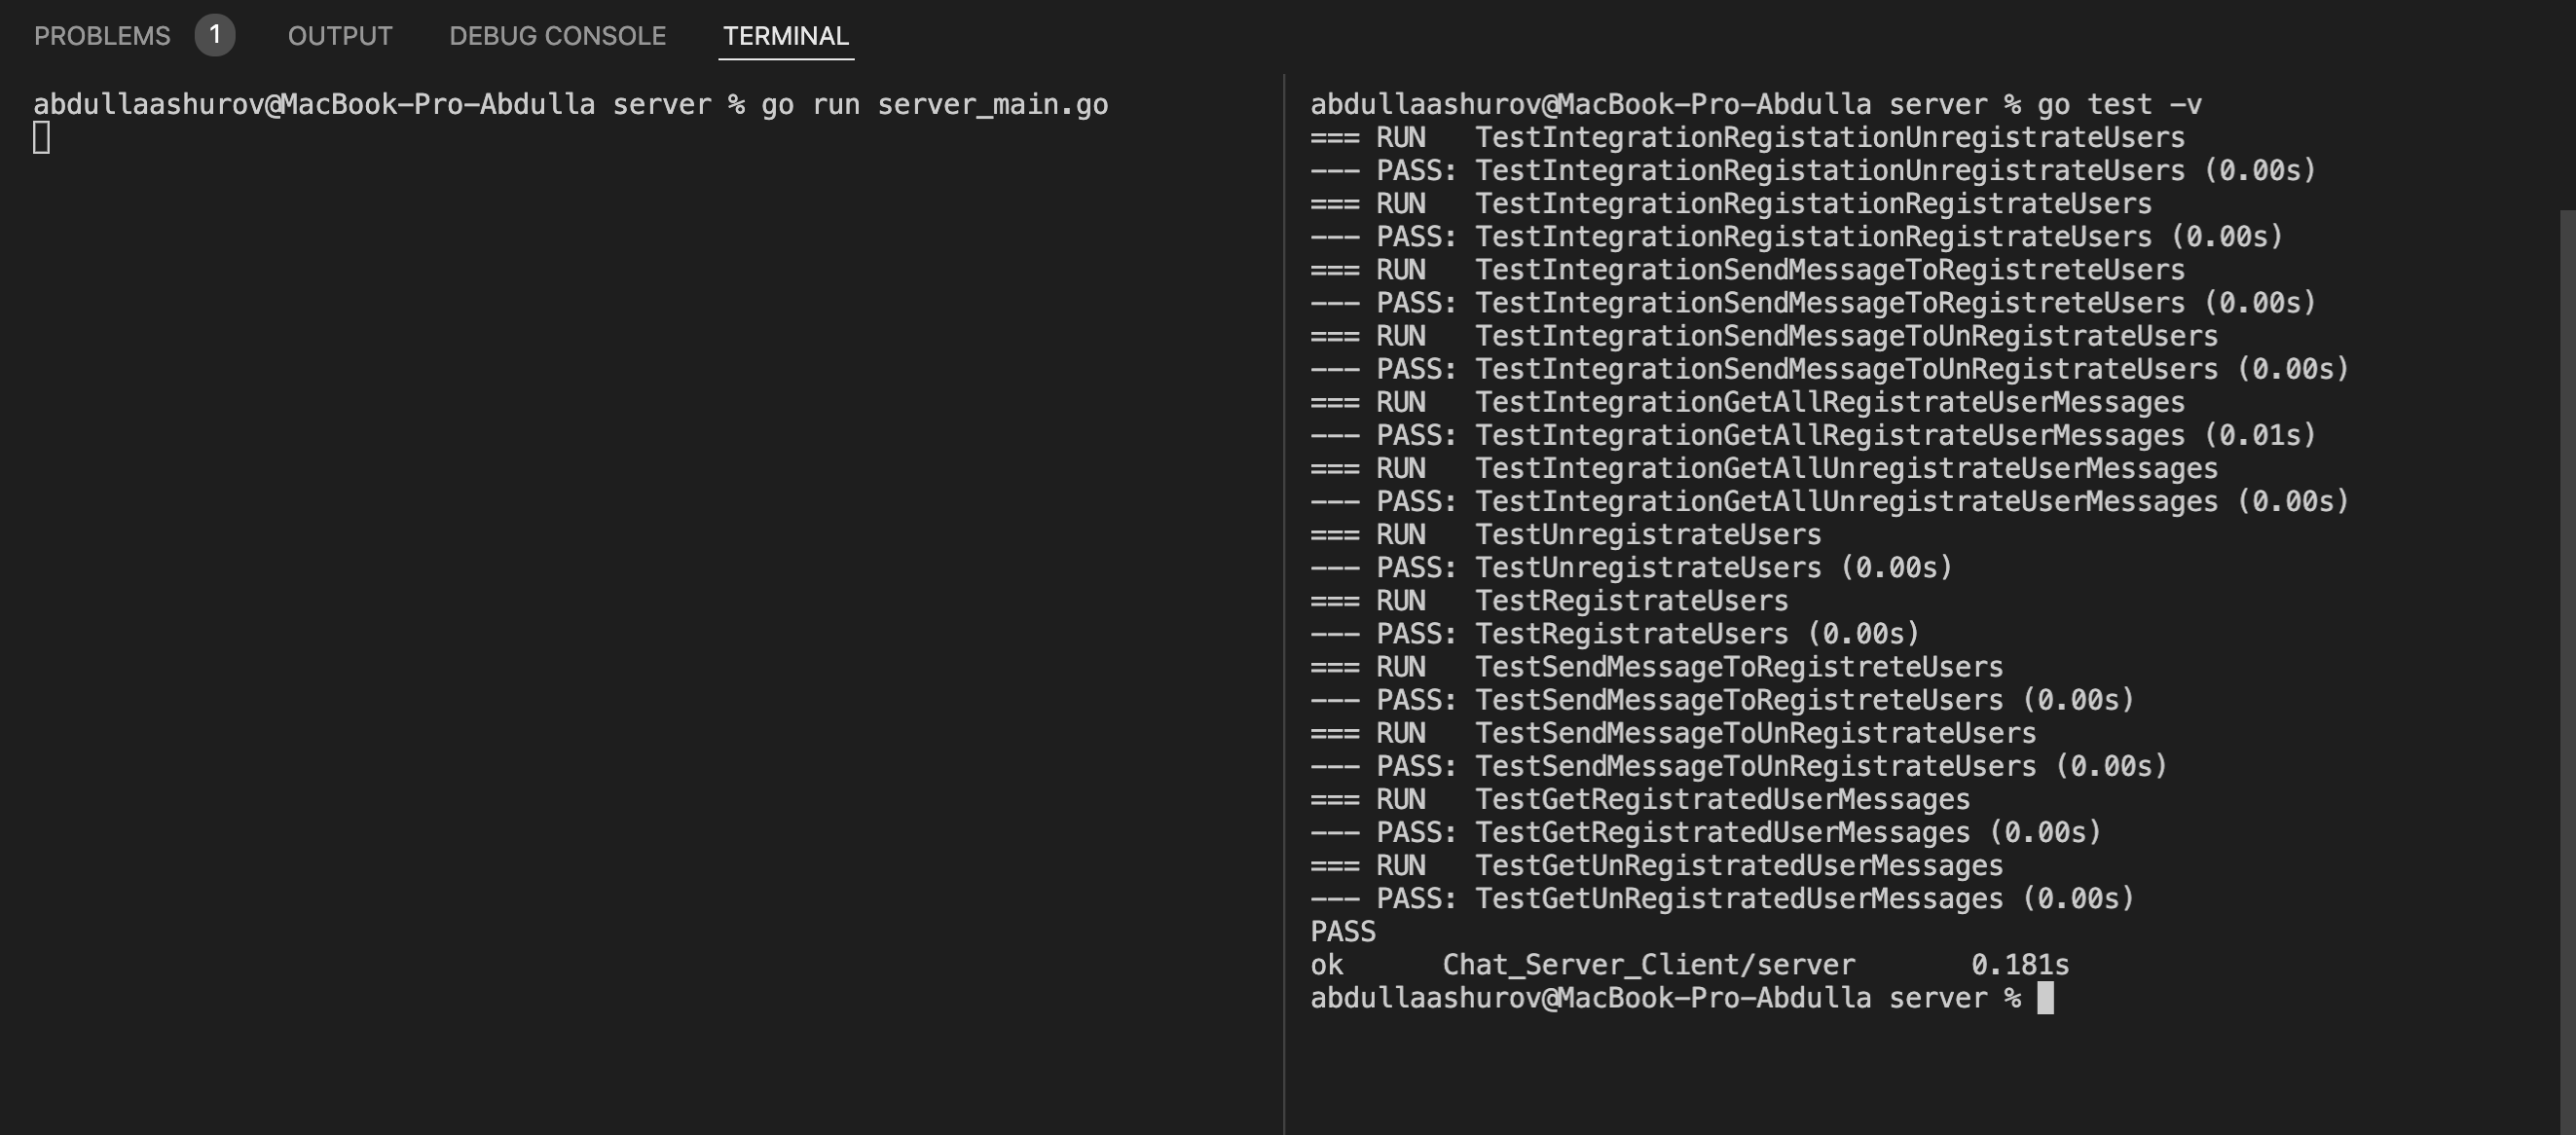 PROBLEMS 1 OUTPUT DEBUG CONSOLE TERMINAL
abdullaashurov@MacBook-Pro-Abdulla server % go run server_main.go
abdullaashurov@MacBook-Pro-Abdulla server % go test -v
=== RUN   TestIntegrationRegistationUnregistrateUsers
--- PASS: TestIntegrationRegistationUnregistrateUsers (0.00s)
=== RUN   TestIntegrationRegistationRegistrateUsers
--- PASS: TestIntegrationRegistationRegistrateUsers (0.00s)
=== RUN   TestIntegrationSendMessageToRegistreteUsers
--- PASS: TestIntegrationSendMessageToRegistreteUsers (0.00s)
=== RUN   TestIntegrationSendMessageToUnRegistrateUsers
--- PASS: TestIntegrationSendMessageToUnRegistrateUsers (0.00s)
=== RUN   TestIntegrationGetAllRegistrateUserMessages
--- PASS: TestIntegrationGetAllRegistrateUserMessages (0.01s)
=== RUN   TestIntegrationGetAllUnregistrateUserMessages
--- PASS: TestIntegrationGetAllUnregistrateUserMessages (0.00s)
=== RUN   TestUnregistrateUsers
--- PASS: TestUnregistrateUsers (0.00s)
=== RUN   TestRegistrateUsers
--- PASS: TestRegistrateUsers (0.00s)
=== RUN   TestSendMessageToRegistreteUsers
--- PASS: TestSendMessageToRegistreteUsers (0.00s)
=== RUN   TestSendMessageToUnRegistrateUsers
--- PASS: TestSendMessageToUnRegistrateUsers (0.00s)
=== RUN   TestGetRegistratedUserMessages
--- PASS: TestGetRegistratedUserMessages (0.00s)
=== RUN   TestGetUnRegistratedUserMessages
--- PASS: TestGetUnRegistratedUserMessages (0.00s)
PASS
ok      Chat_Server_Client/server       0.181s
abdullaashurov@MacBook-Pro-Abdulla server %